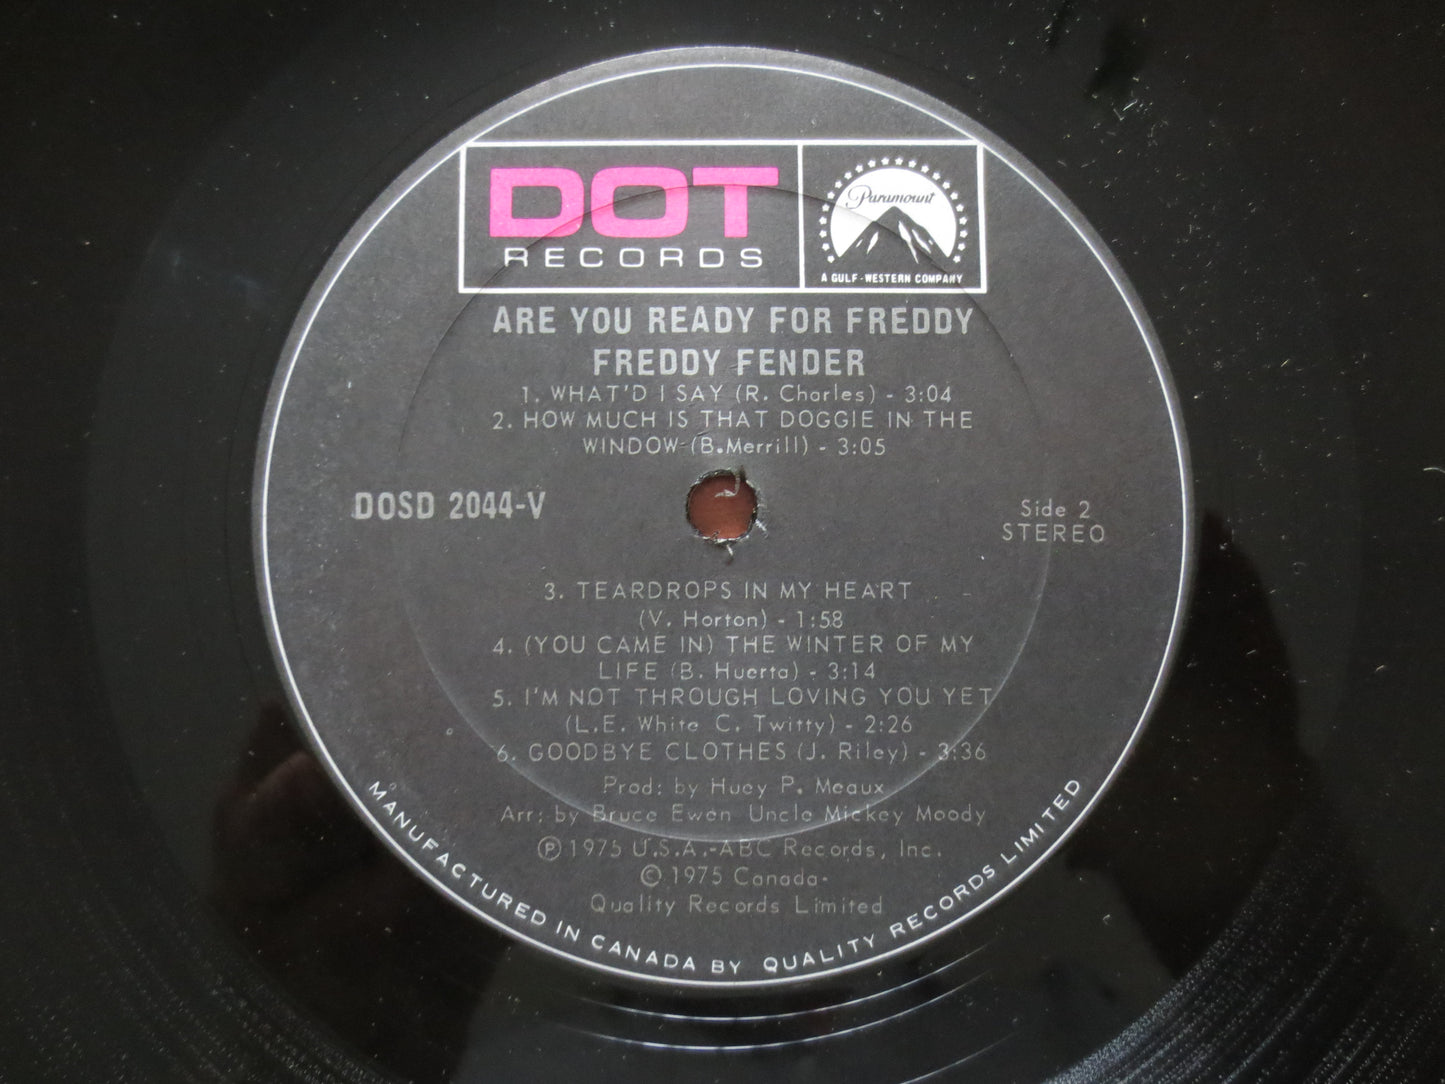 DOT
RECORDS
Paramount
A GULF-WESTERN COMPANY
ARE YOU READY FOR FREDDY
FREDDY FENDER
1. WHAT'D I SAY (R. Charles) - 3:04
2. HOW MUCH IS THAT DOGGIE IN THE
WINDOW (B.Merrill) - 3:05
DOSD 2044-V
Side 2
STEREO
3. TEARDROPS IN MY HEART
(V. Horton) - 1:58
4. (YOU CAME IN) THE WINTER OF MY
LIFE (B. Huerta) - 3:14
5. I'M NOT THROUGH LOVING YOU YET
(L.E. White C. Twitty) - 2:26
6. GOODBYE CLOTHES (J. Riley) - 3:36
Prod: by Huey P. Meaux
Arr: by Bruce Ewen Uncle Mickey Moody
Ⓟ 1975 U.S.A.-ABC Records, Inc.
© 1975 Canada-
Quality Records Limited
MANUFACTURED IN CANADA BY QUALITY RECORDS LIMITED